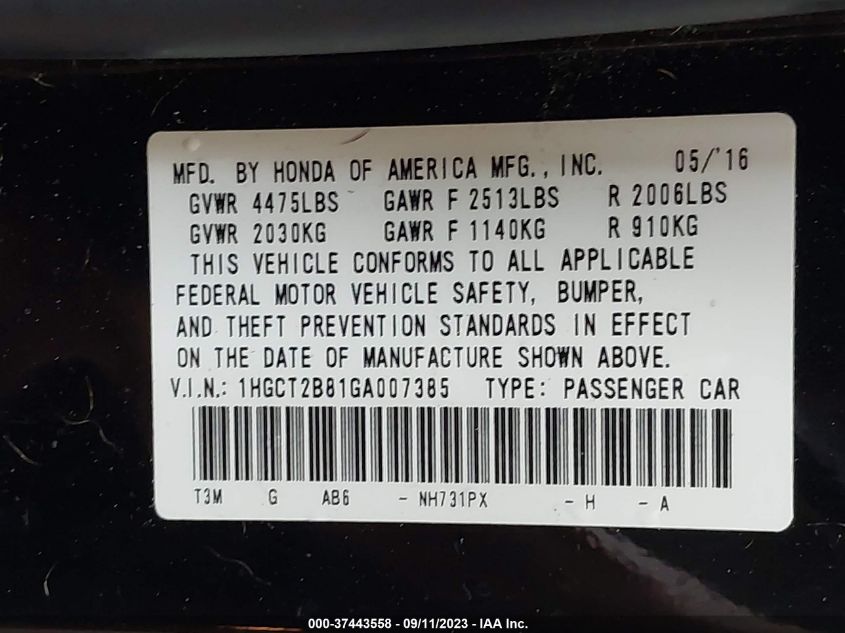 MFD. BY HONDA OF AMERICA MFG., INC. 05/'16
GVWR 4475LBS GAWR F 2513LBS R 2006LBS
GVWR 2030KG GAWR F 1140KG R 910KG
THIS VEHICLE CONFORMS TO ALL APPLICABLE
FEDERAL MOTOR VEHICLE SAFETY, BUMPER,
AND THEFT PREVENTION STANDARDS IN EFFECT
ON THE DATE OF MANUFACTURE SHOWN ABOVE.
V.I.N.: 1HGCT2B81GA007385 TYPE: PASSENGER CAR
T3M G AB6 - NH731PX - H - A
000-37443558 - 09/11/2023 - IAA Inc.